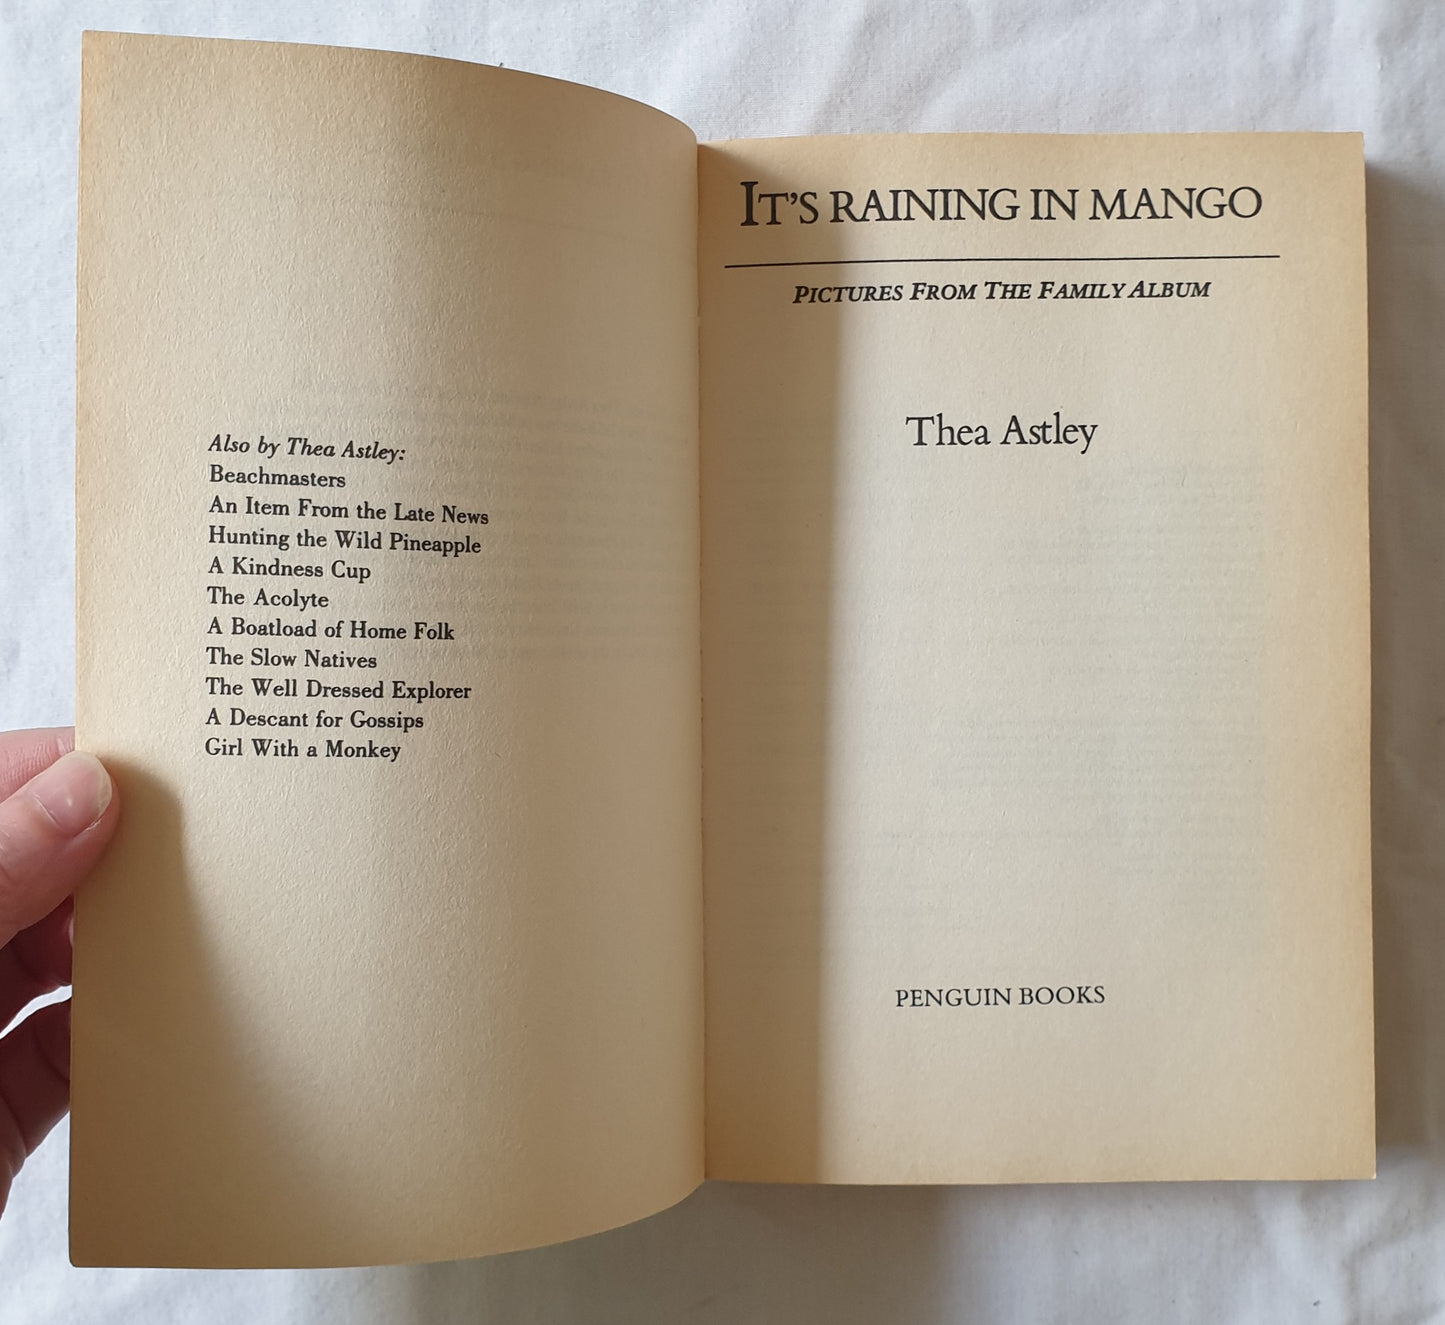 Also by Thea Astley:
Beachmasters
An Item From the Late News
Hunting the Wild Pineapple
A Kindness Cup
The Acolyte
A Boatload of Home Folk
The Slow Natives
The Well Dressed Explorer
A Descant for Gossips
Girl With a Monkey
IT'S RAINING IN MANGO
PICTURES FROM THE FAMILY ALBUM
Thea Astley
PENGUIN BOOKS